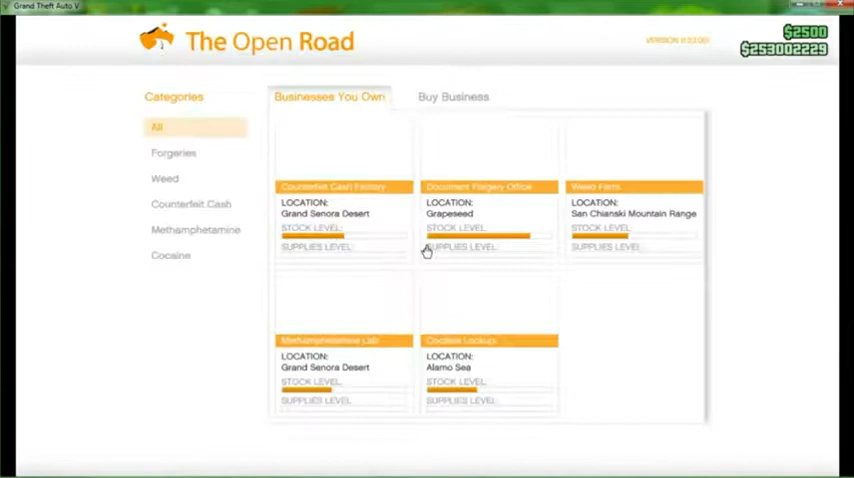 Grand Theft Auto V
The Open Road
$2500
$253002229
Categories
Businesses You Own
Buy Business
All
Forgeries
Weed
Counterfeit Cash
Methamphetamine
Cocaine
Counterfeit Cash Factory
LOCATION:
Grand Senora Desert
STOCK LEVEL:
SUPPLIES LEVEL:
Document Forgery Office
LOCATION:
Grapeseed
STOCK LEVEL:
SUPPLIES LEVEL:
Weed Farm
LOCATION:
San Chianski Mountain Range
STOCK LEVEL:
SUPPLIES LEVEL:
Methamphetamine Lab
LOCATION:
Grand Senora Desert
STOCK LEVEL:
SUPPLIES LEVEL:
Cocaine Lockup
LOCATION:
Alamo Sea
STOCK LEVEL:
SUPPLIES LEVEL: